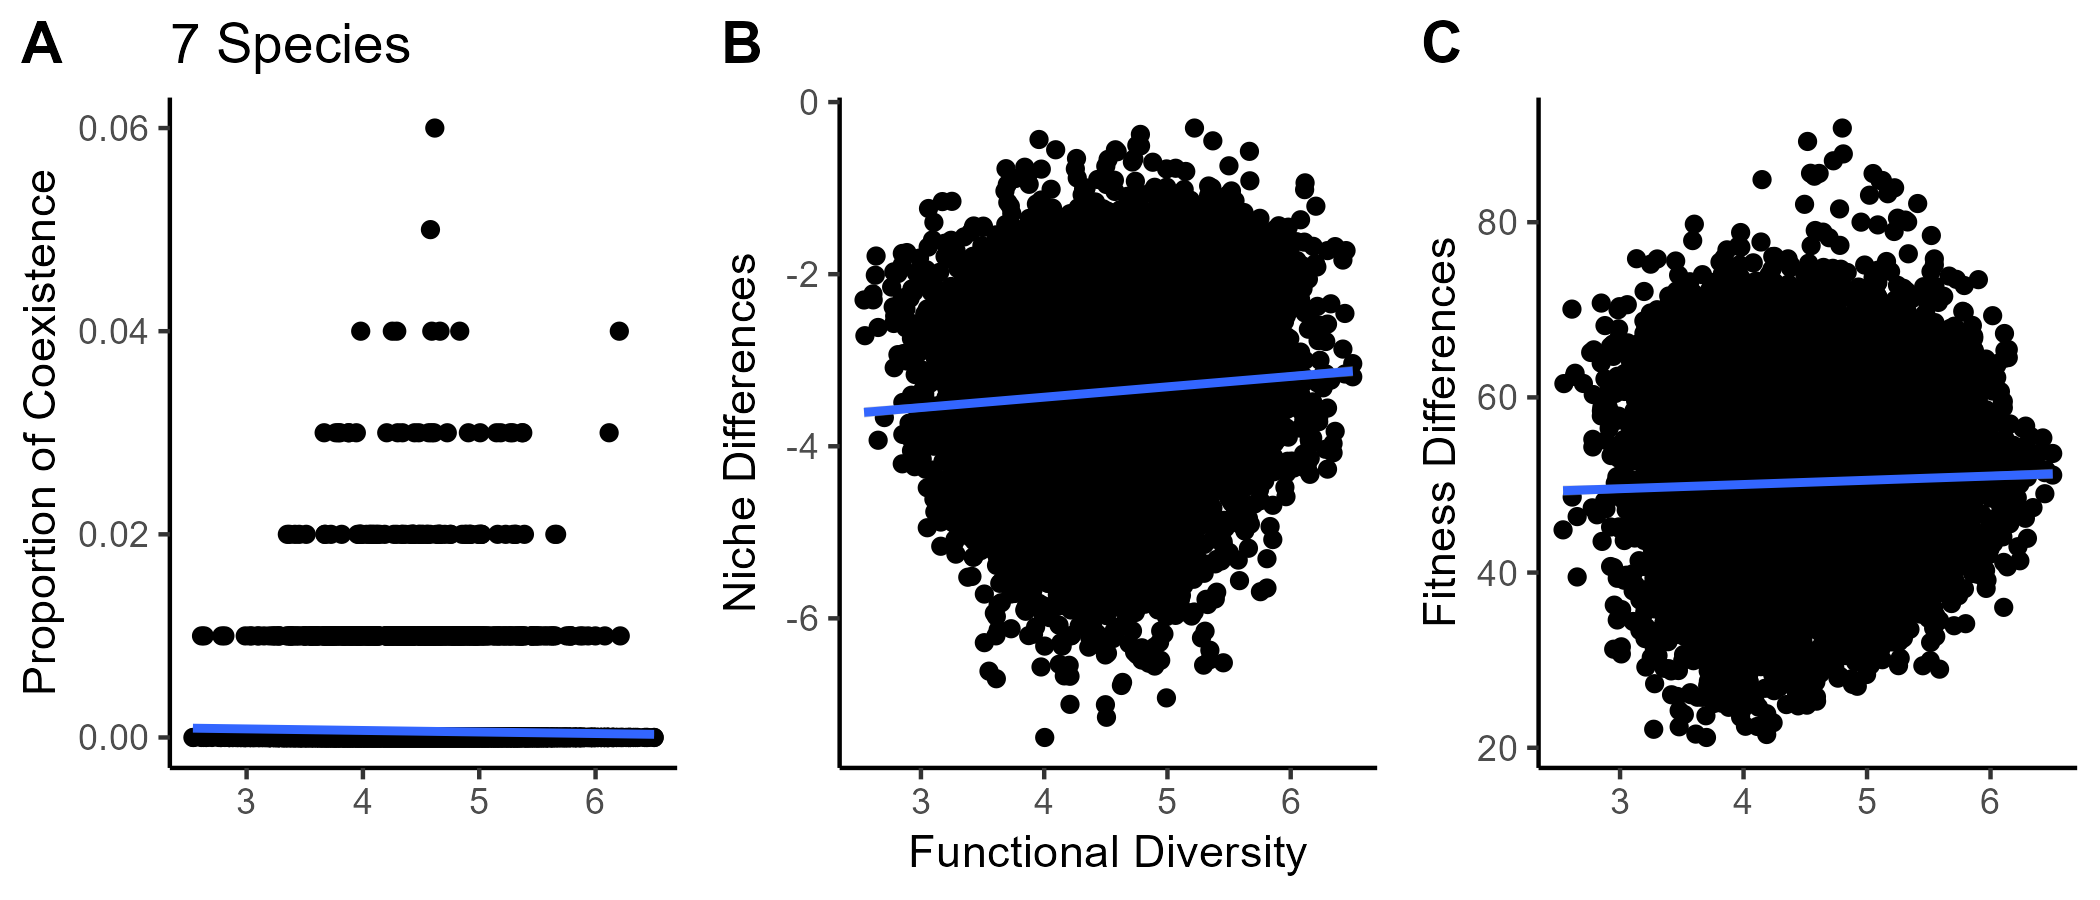 A 7 Species B C
Proportion of Coexistence
0.06
0.04
0.02
0.00
3 4 5 6
Niche Differences
0
-2
-4
-6
3 4 5 6
Functional Diversity
Fitness Differences
80
60
40
20
3 4 5 6